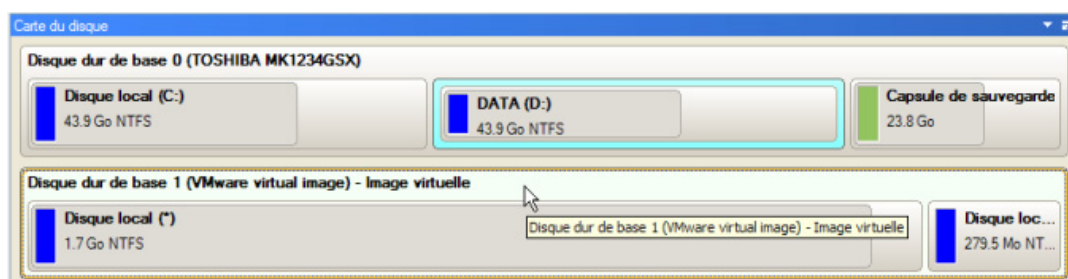 Carte du disque
Disque dur de base 0 (TOSHIBA MK1234GSX)
Disque local (C:)
43.9 Go NTFS
DATA (D:)
43.9 Go NTFS
Capsule de sauvegarde
23.8 Go
Disque dur de base 1 (VMware virtual image) - Image virtuelle
Disque local (*)
1.7 Go NTFS
Disque dur de base 1 (VMware virtual image) - Image virtuelle
Disque loc...
279.5 Mo NT...